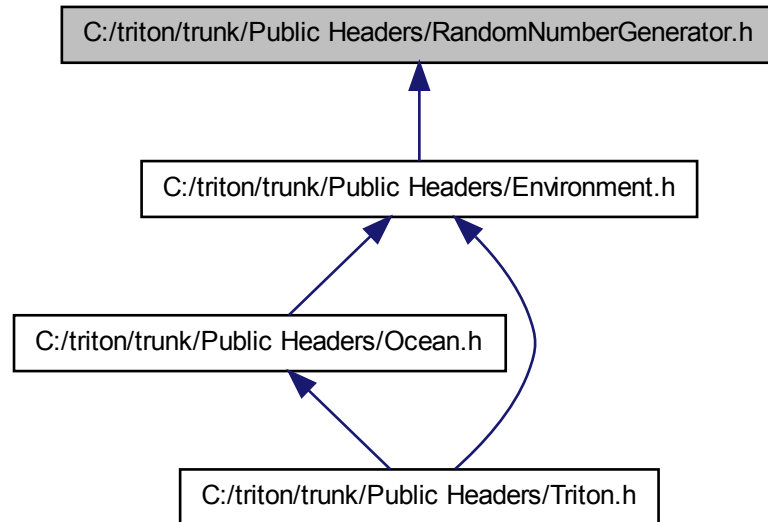 C:/triton/trunk/Public Headers/RandomNumberGenerator.h
C:/triton/trunk/Public Headers/Environment.h
C:/triton/trunk/Public Headers/Ocean.h
C:/triton/trunk/Public Headers/Triton.h